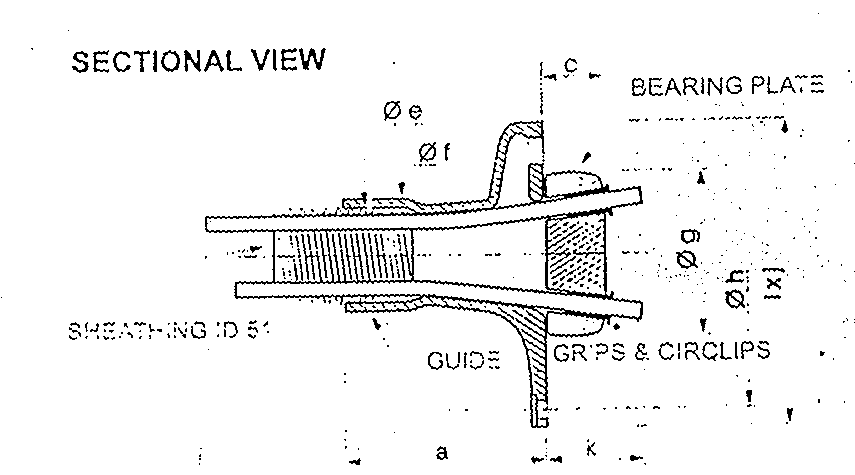 SECTIONAL VIEW
c
BEARING PLATE
Ø e
Ø f
Ø g
Ø h
SHEATHING ID 51
GUIDE
GRIPS & CIRCLIPS
a
k